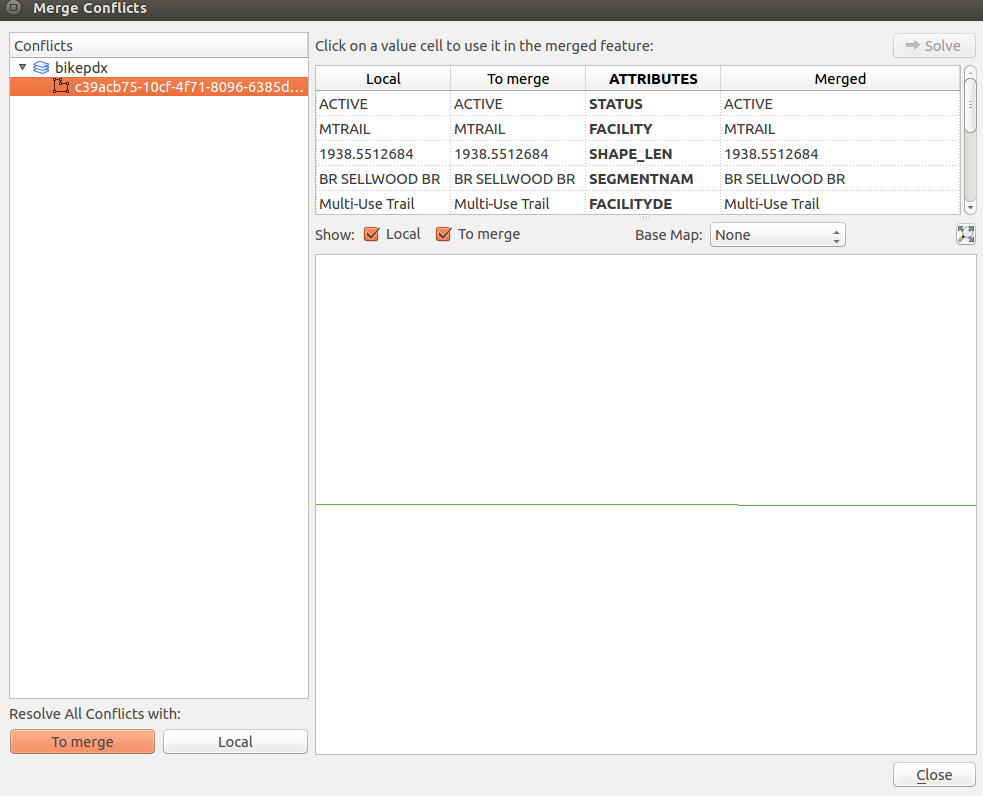 Merge Conflicts
Conflicts
bikepdx
c39acb75-10cf-4f71-8096-6385d...
Resolve All Conflicts with:
To merge Local
Click on a value cell to use it in the merged feature: Solve
Local To merge ATTRIBUTES Merged
ACTIVE ACTIVE STATUS ACTIVE
MTRAIL MTRAIL FACILITY MTRAIL
1938.5512684 1938.5512684 SHAPE_LEN 1938.5512684
BR SELLWOOD BR BR SELLWOOD BR SEGMENTNAM BR SELLWOOD BR
Multi-Use Trail Multi-Use Trail FACILITYDE Multi-Use Trail
Show: Local To merge Base Map: None
Close